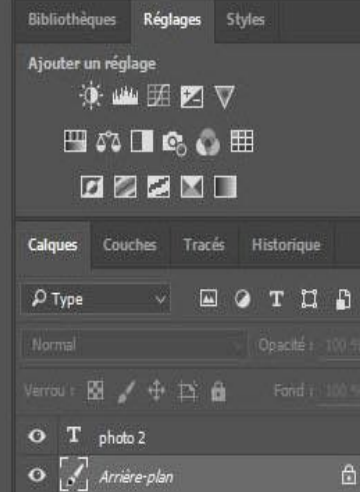 Bibliothèques Réglages Styles
Ajouter un réglage
Calques Couches Tracés Historique
Type
Normal Opacité : 100 %
Verrou : Fond : 100 %
T photo 2
Arrière-plan